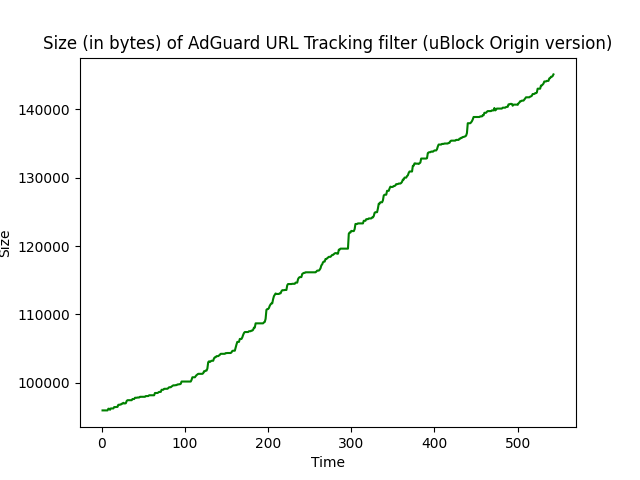 Size (in bytes) of AdGuard URL Tracking filter (uBlock Origin version)
140000
130000
120000
110000
100000
Size
0 100 200 300 400 500
Time